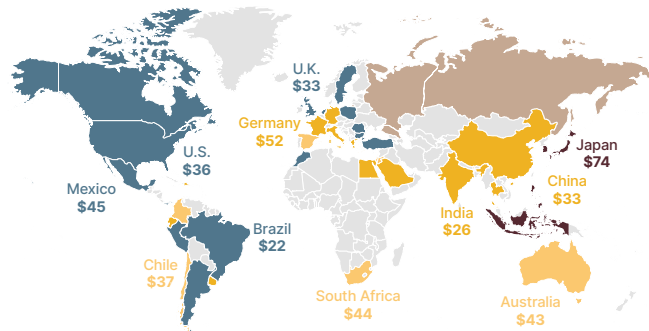 U.K.
$33
Germany
$52
U.S.
$36
Japan
$74
China
$33
Mexico
$45
India
$26
Brazil
$22
Chile
$37
South Africa
$44
Australia
$43